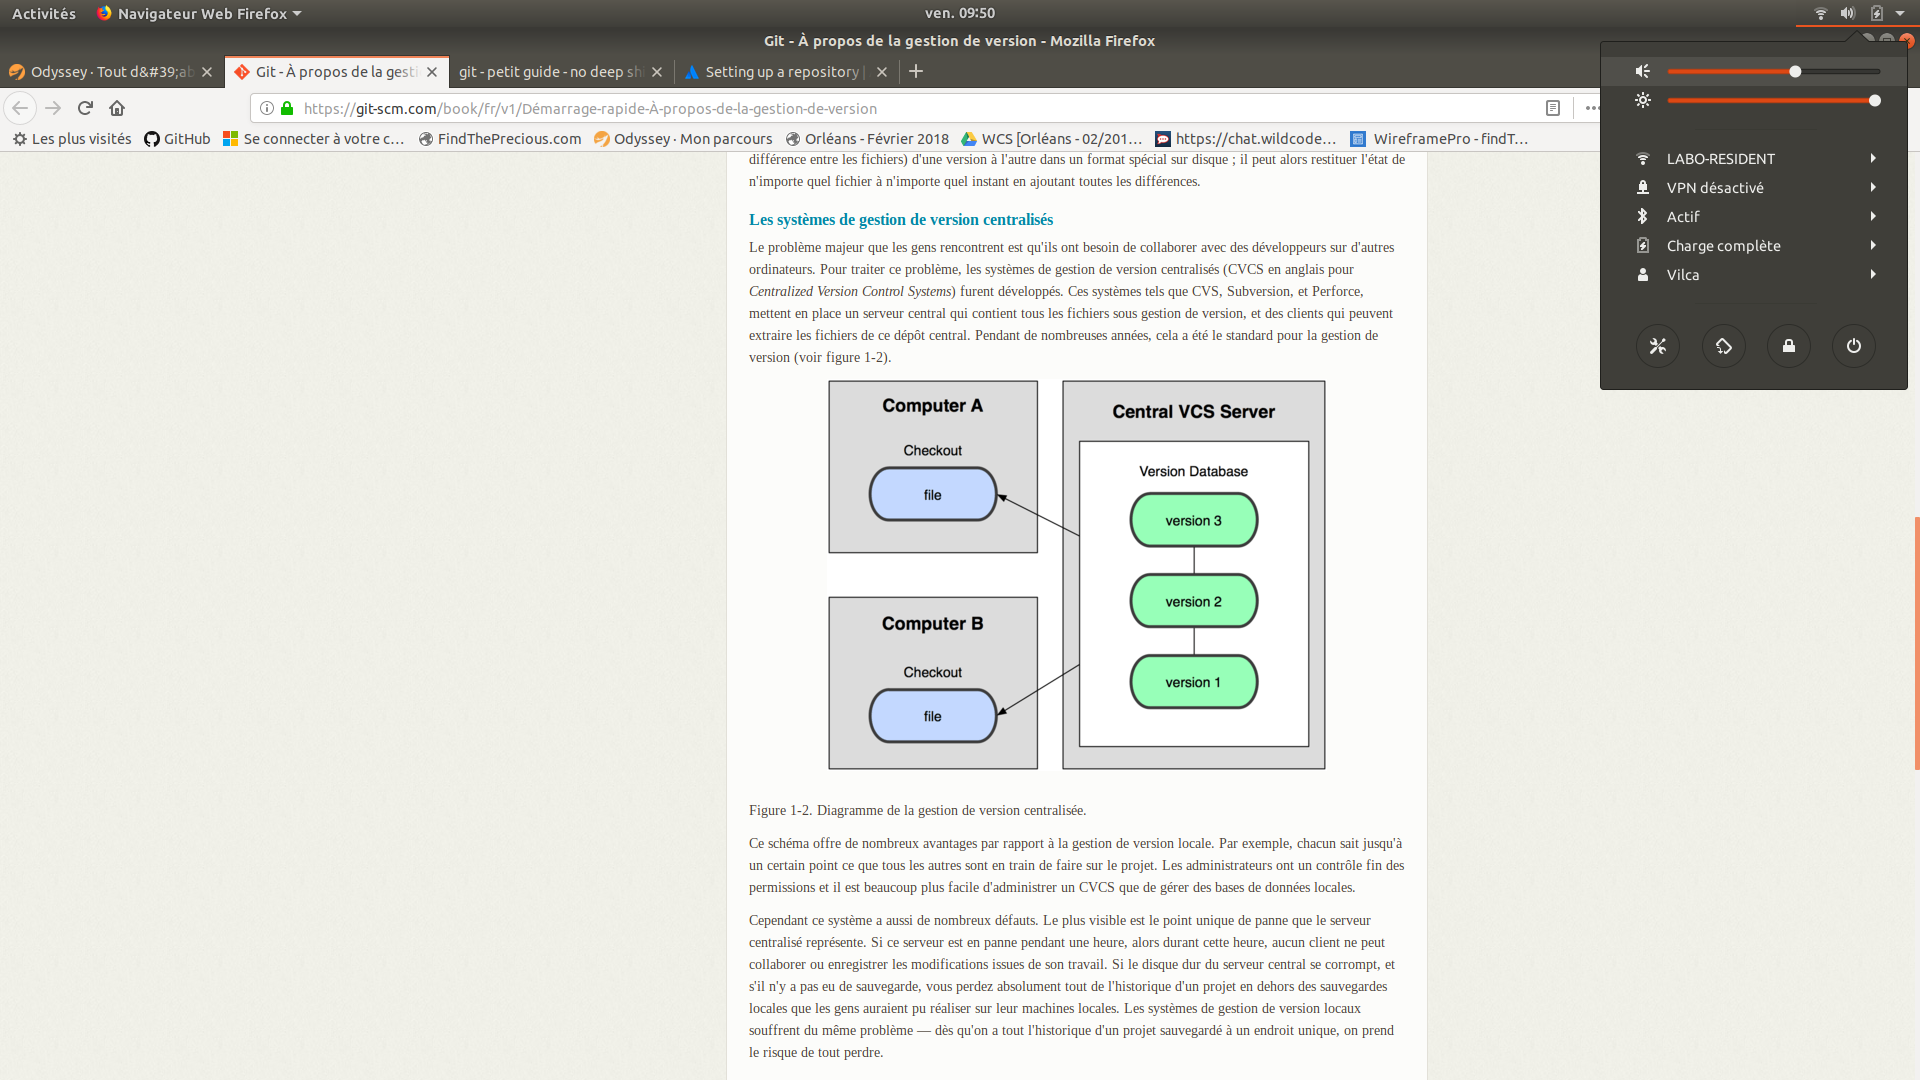 Activités Navigateur Web Firefox ven. 09:50
Git - À propos de la gestion de version - Mozilla Firefox
Odyssey · Tout d&#39;ab Git - À propos de la gesti git - petit guide - no deep sh Setting up a repository |
https://git-scm.com/book/fr/v1/Démarrage-rapide-À-propos-de-la-gestion-de-version
Les plus visités GitHub Se connecter à votre c… FindThePrecious.com Odyssey · Mon parcours Orléans - Février 2018 WCS [Orléans - 02/201… https://chat.wildcode… WireframePro - findT…
différence entre les fichiers) d'une version à l'autre dans un format spécial sur disque ; il peut alors restituer l'état de
n'importe quel fichier à n'importe quel instant en ajoutant toutes les différences.
Les systèmes de gestion de version centralisés
Le problème majeur que les gens rencontrent est qu'ils ont besoin de collaborer avec des développeurs sur d'autres
ordinateurs. Pour traiter ce problème, les systèmes de gestion de version centralisés (CVCS en anglais pour
Centralized Version Control Systems) furent développés. Ces systèmes tels que CVS, Subversion, et Perforce,
mettent en place un serveur central qui contient tous les fichiers sous gestion de version, et des clients qui peuvent
extraire les fichiers de ce dépôt central. Pendant de nombreuses années, cela a été le standard pour la gestion de
version (voir figure 1-2).
Computer A
Checkout
file
Computer B
Checkout
file
Central VCS Server
Version Database
version 3
version 2
version 1
Figure 1-2. Diagramme de la gestion de version centralisée.
Ce schéma offre de nombreux avantages par rapport à la gestion de version locale. Par exemple, chacun sait jusqu'à
un certain point ce que tous les autres sont en train de faire sur le projet. Les administrateurs ont un contrôle fin des
permissions et il est beaucoup plus facile d'administrer un CVCS que de gérer des bases de données locales.
Cependant ce système a aussi de nombreux défauts. Le plus visible est le point unique de panne que le serveur
centralisé représente. Si ce serveur est en panne pendant une heure, alors durant cette heure, aucun client ne peut
collaborer ou enregistrer les modifications issues de son travail. Si le disque dur du serveur central se corrompt, et
s'il n'y a pas eu de sauvegarde, vous perdez absolument tout de l'historique d'un projet en dehors des sauvegardes
locales que les gens auraient pu réaliser sur leur machines locales. Les systèmes de gestion de version locaux
souffrent du même problème — dès qu'on a tout l'historique d'un projet sauvegardé à un endroit unique, on prend
le risque de tout perdre.
LABO-RESIDENT
VPN désactivé
Actif
Charge complète
Vilca